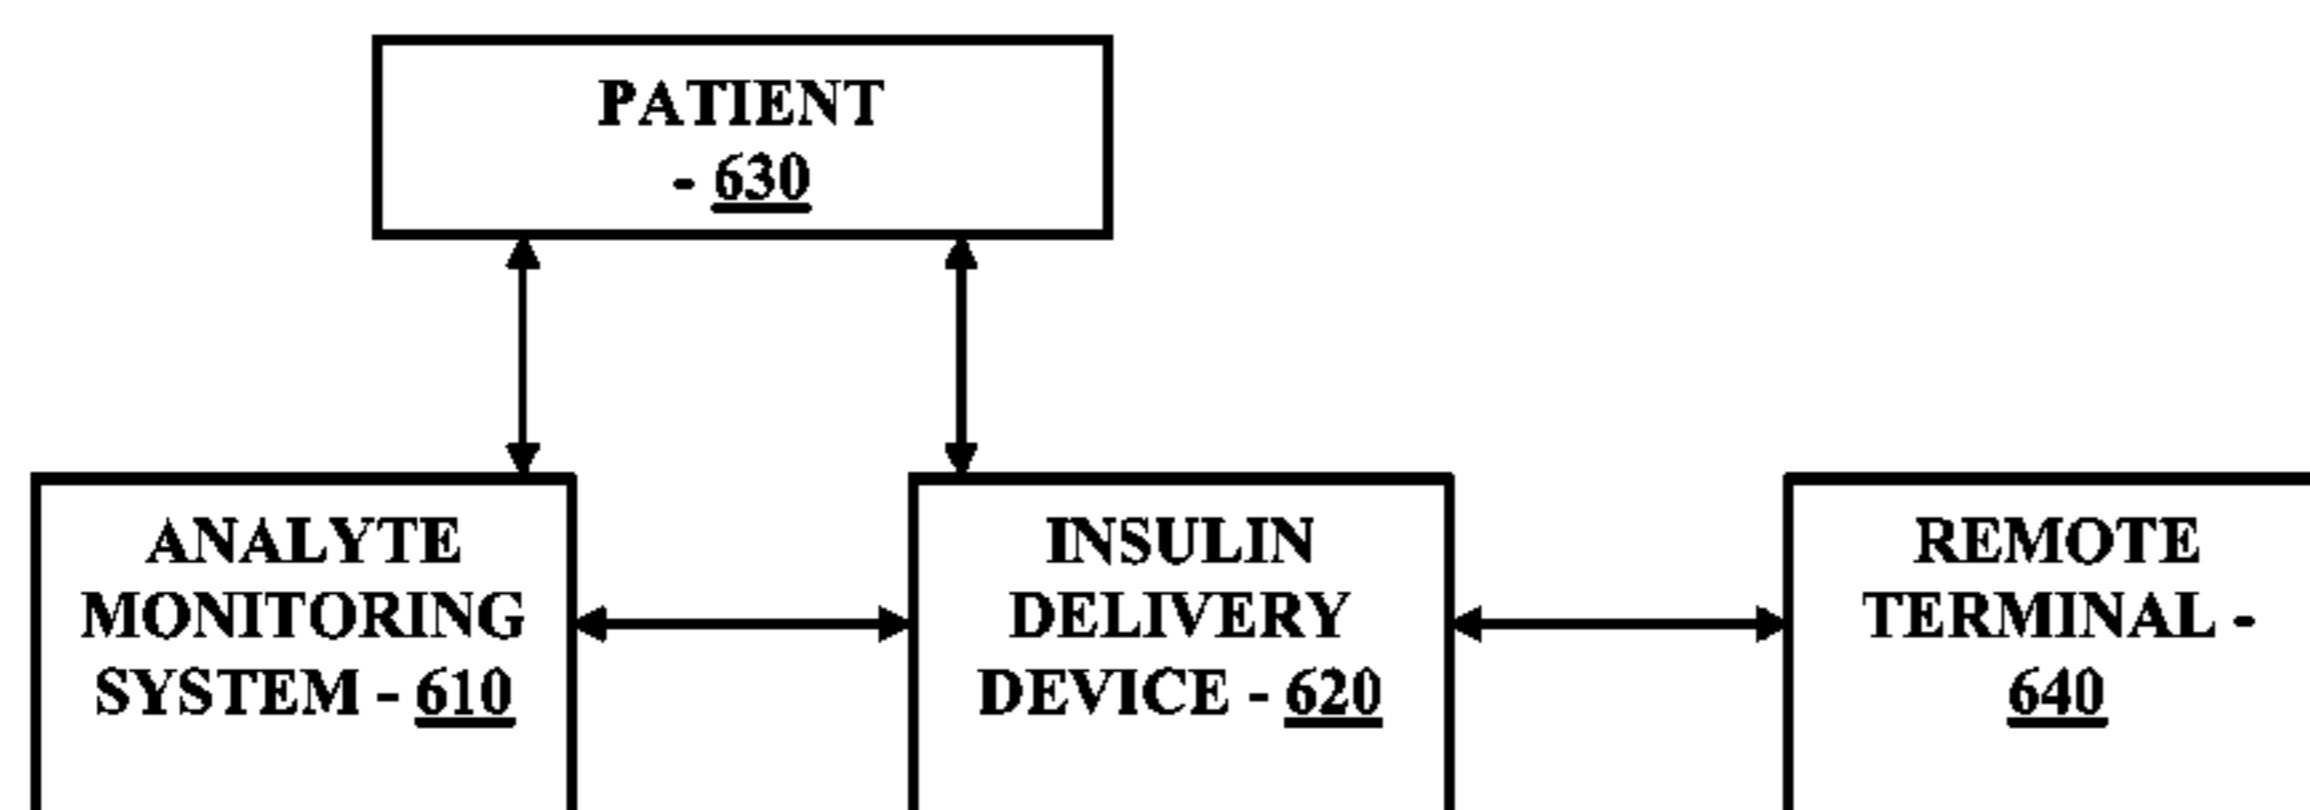 PATIENT
- 630
ANALYTE
MONITORING
SYSTEM - 610
INSULIN
DELIVERY
DEVICE - 620
REMOTE
TERMINAL -
640